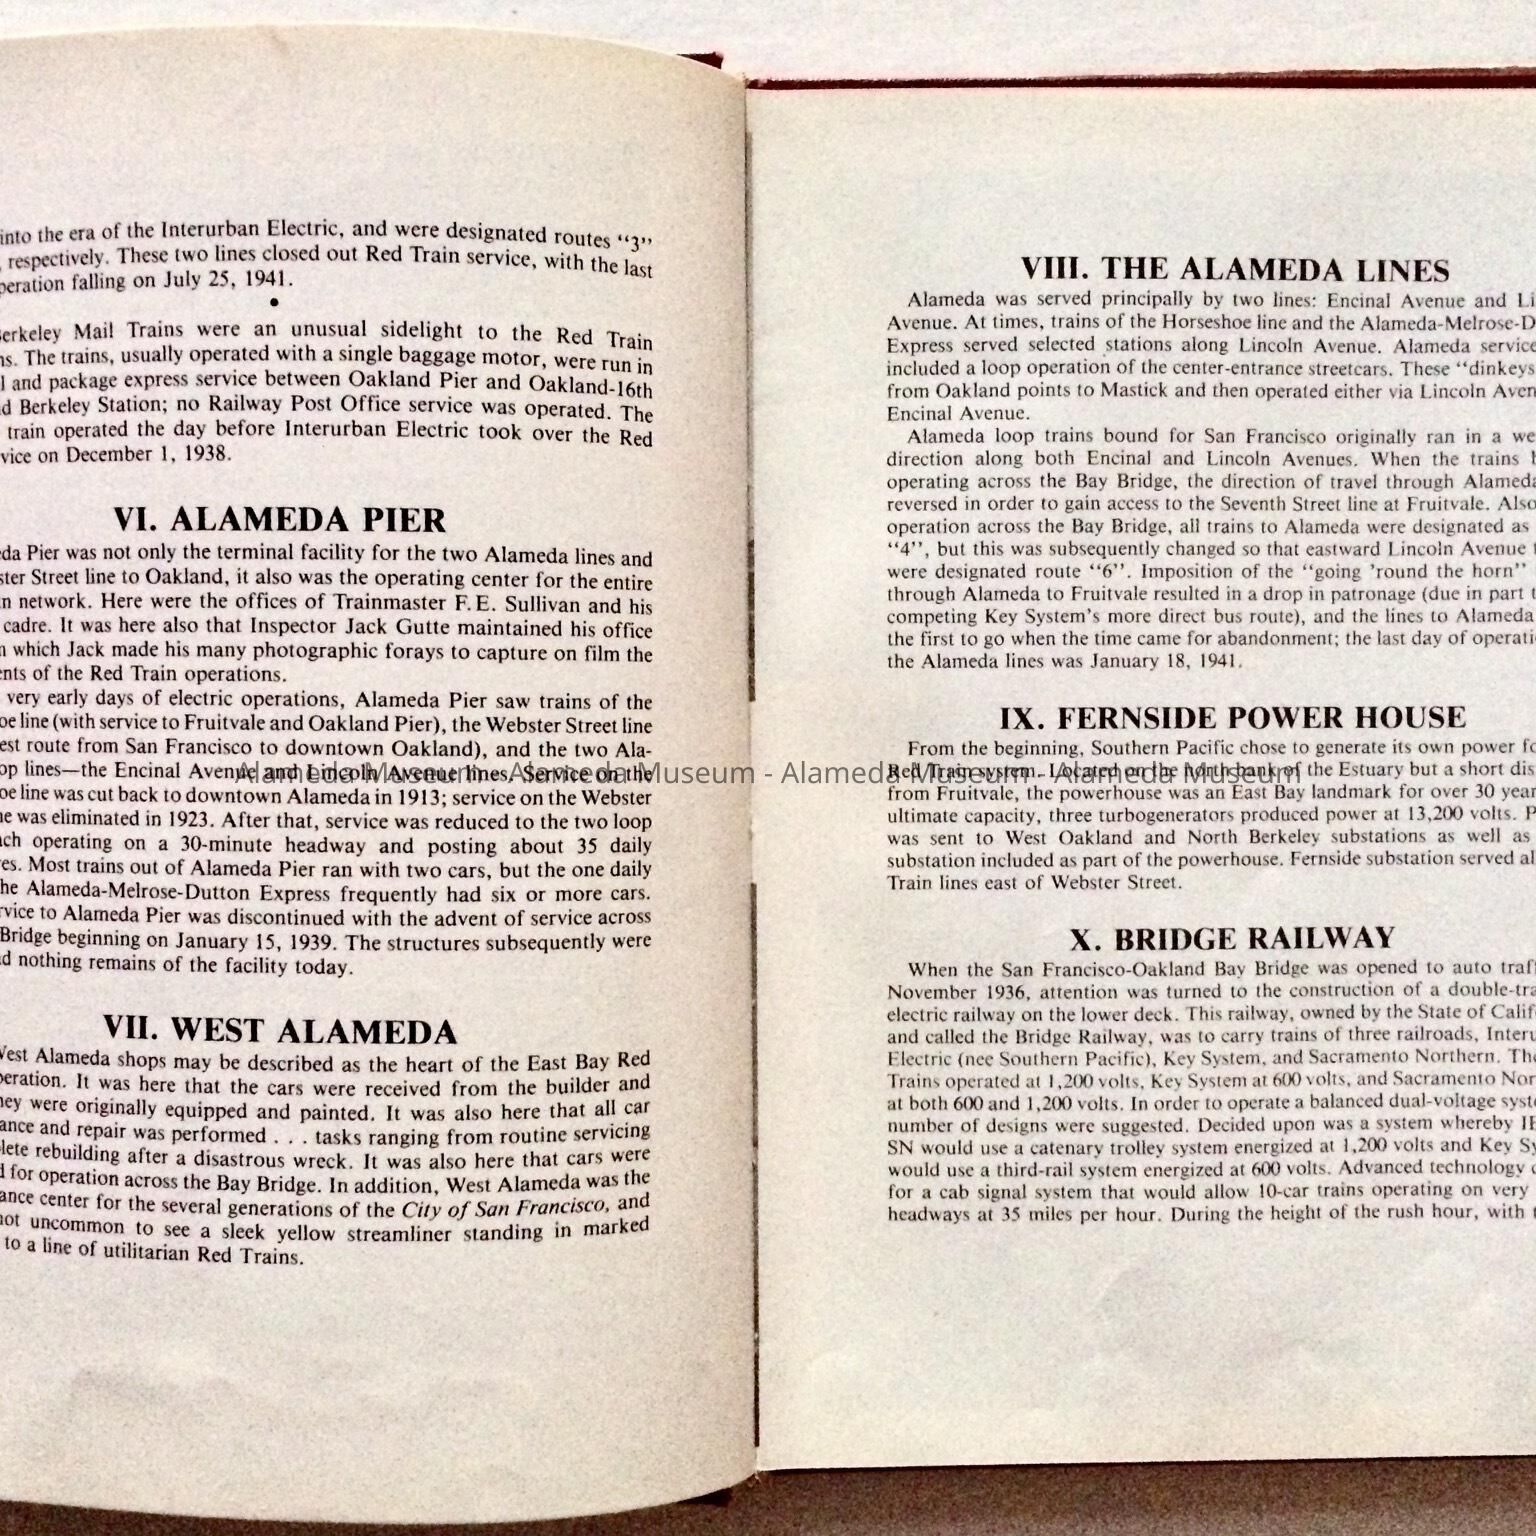 into the era of the Interurban Electric, and were designated routes “3”
respectively. These two lines closed out Red Train service, with the last
falling on July 25, 1941.
•
Mail Trains were an unusual sidelight to the Red Train
The trains, usually operated with a single baggage motor, were run in
and package express service between Oakland Pier and Oakland-16th
Berkeley Station; no Railway Post Office service was operated. The
train operated the day before Interurban Electric took over the Red
on December 1, 1938.
VI. ALAMEDA PIER
Pier was not only the terminal facility for the two Alameda lines and
Street line to Oakland, it also was the operating center for the entire
network. Here were the offices of Trainmaster F. E. Sullivan and his
cadre. It was here also that Inspector Jack Gutte maintained his office
which Jack made his many photographic forays to capture on film the
of the Red Train operations.
very early days of electric operations, Alameda Pier saw trains of the
line (with service to Fruitvale and Oakland Pier), the Webster Street line
route from San Francisco to downtown Oakland), and the two Ala-
lines—the Encinal Avenue and Lincoln Avenue lines. Service on the
line was cut back to downtown Alameda in 1913; service on the Webster
was eliminated in 1923. After that, service was reduced to the two loop
operating on a 30-minute headway and posting about 35 daily
Most trains out of Alameda Pier ran with two cars, but the one daily
the Alameda-Melrose-Dutton Express frequently had six or more cars.
to Alameda Pier was discontinued with the advent of service across
Bridge beginning on January 15, 1939. The structures subsequently were
nothing remains of the facility today.
VII. WEST ALAMEDA
West Alameda shops may be described as the heart of the East Bay Red
It was here that the cars were received from the builder and
were originally equipped and painted. It was also here that all car
and repair was performed . . . tasks ranging from routine servicing
rebuilding after a disastrous wreck. It was also here that cars were
for operation across the Bay Bridge. In addition, West Alameda was the
center for the several generations of the City of San Francisco, and
not uncommon to see a sleek yellow streamliner standing in marked
to a line of utilitarian Red Trains.
VIII. THE ALAMEDA LINES
Alameda was served principally by two lines: Encinal Avenue and
Avenue. At times, trains of the Horseshoe line and the Alameda-Melrose-
Express served selected stations along Lincoln Avenue. Alameda service
included a loop operation of the center-entrance streetcars. These “dinkeys
from Oakland points to Mastick and then operated either via Lincoln
Encinal Avenue.
Alameda loop trains bound for San Francisco originally ran in a
direction along both Encinal and Lincoln Avenues. When the trains
operating across the Bay Bridge, the direction of travel through Alameda
reversed in order to gain access to the Seventh Street line at Fruitvale. Also
operation across the Bay Bridge, all trains to Alameda were designated as
“4”, but this was subsequently changed so that eastward Lincoln Avenue
were designated route “6”. Imposition of the “going ’round the horn”
through Alameda to Fruitvale resulted in a drop in patronage (due in part
competing Key System’s more direct bus route), and the lines to Alameda
the first to go when the time came for abandonment; the last day of
the Alameda lines was January 18, 1941.
IX. FERNSIDE POWER HOUSE
From the beginning, Southern Pacific chose to generate its own power
Red Train system. Located on the north bank of the Estuary but a short
from Fruitvale, the powerhouse was an East Bay landmark for over 30
ultimate capacity, three turbogenerators produced power at 13,200 volts.
was sent to West Oakland and North Berkeley substations as well as
substation included as part of the powerhouse. Fernside substation served
Train lines east of Webster Street.
X. BRIDGE RAILWAY
When the San Francisco-Oakland Bay Bridge was opened to auto
November 1936, attention was turned to the construction of a
electric railway on the lower deck. This railway, owned by the State of
and called the Bridge Railway, was to carry trains of three railroads,
Electric (nee Southern Pacific), Key System, and Sacramento Northern.
Trains operated at 1,200 volts, Key System at 600 volts, and Sacramento
at both 600 and 1,200 volts. In order to operate a balanced dual-voltage
number of designs were suggested. Decided upon was a system whereby
SN would use a catenary trolley system energized at 1,200 volts and Key
would use a third-rail system energized at 600 volts. Advanced technology
for a cab signal system that would allow 10-car trains operating on very
headways at 35 miles per hour. During the height of the rush hour, with
Alameda Museum - Alameda Museum - Alameda Museum - Alameda Museum